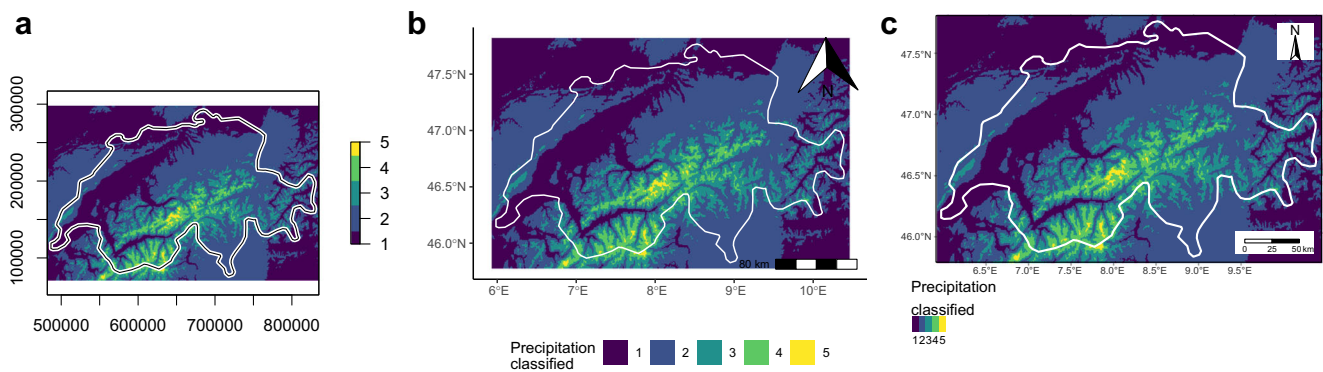 a
300000
200000
100000
500000 600000 700000 800000
5
4
3
2
1
b
47.5°N
47.0°N
46.5°N
46.0°N
6°E 7°E 8°E 9°E 10°E
N
80 km
Precipitation
classified
1 2 3 4 5
c
47.5°N
47.0°N
46.5°N
46.0°N
6.5°E 7.0°E 7.5°E 8.0°E 8.5°E 9.0°E 9.5°E
N
0 25 50 km
Precipitation
classified
12345